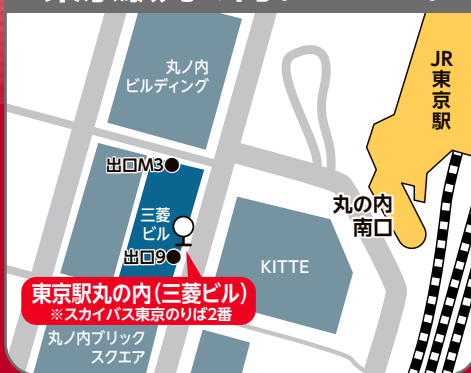 丸ノ内
ビルディング
JR
東京駅
出口M3
丸の内
南口
三菱
ビル
出口9
KITTE
東京駅丸の内(三菱ビル)
※スカイバス東京のりば2番
丸ノ内ブリック
スクエア